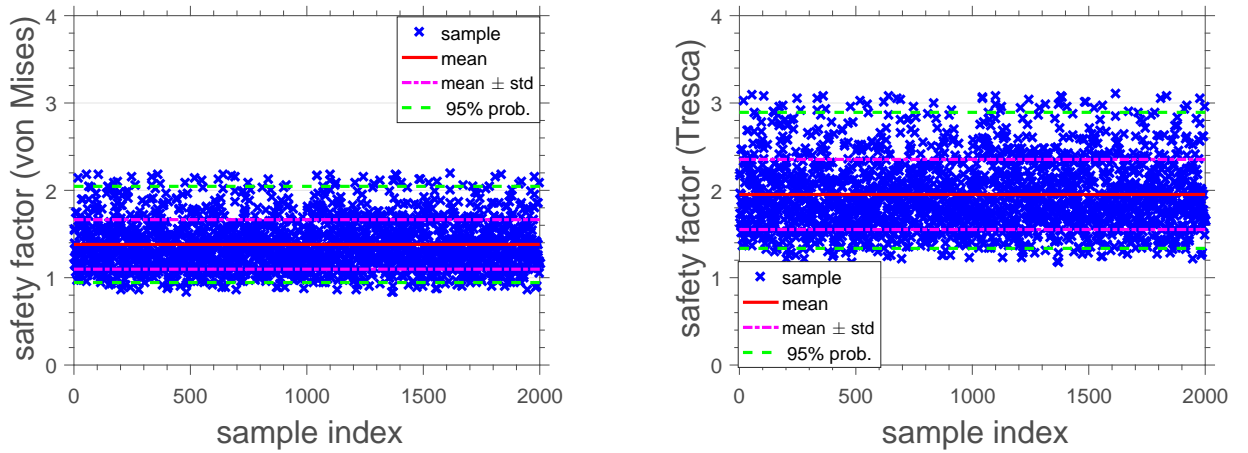 safety factor (von Mises)
4
3
2
1
0
sample
mean
mean ± std
95% prob.
0
500
1000
1500
2000
sample index
safety factor (Tresca)
4
3
2
1
0
sample
mean
mean ± std
95% prob.
0
500
1000
1500
2000
sample index